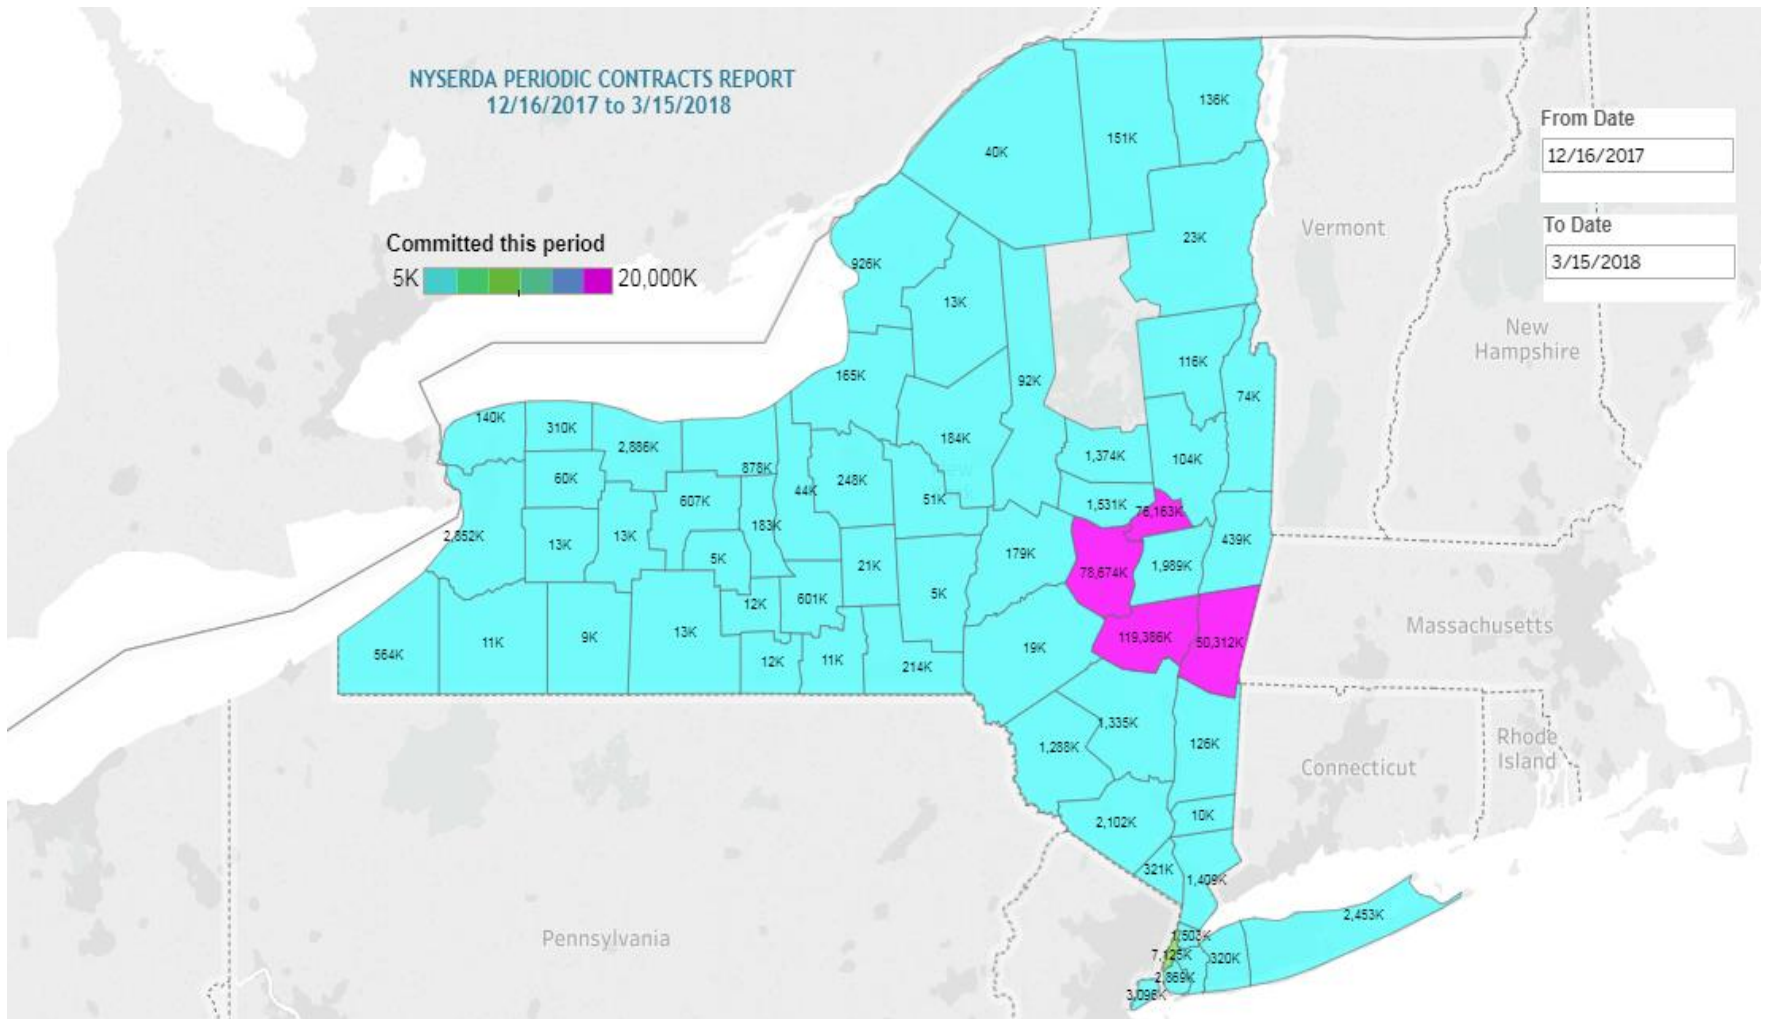 NYSERDA PERIODIC CONTRACTS REPORT
12/16/2017 to 3/15/2018
From Date
12/16/2017
To Date
3/15/2018
Committed this period
5K
20,000K
136K
151K
40K
Vermont
23K
926K
13K
New
Hampshire
116K
165K
92K
74K
140K
310K
184K
2,886K
1,374K
104K
878K
60K
248K
44K
51K
607K
1,531K
76,163K
183K
2,852K
13K
13K
439K
179K
5K
21K
1,989K
78,674K
5K
12K
601K
Massachusetts
11K
9K
13K
119,386K
50,312K
19K
564K
12K
11K
214K
1,335K
Rhode
Island
126K
1,288K
Connecticut
10K
2,102K
321K
1,409K
2,453K
Pennsylvania
1,503K
7,125K
320K
2,869K
3,096K